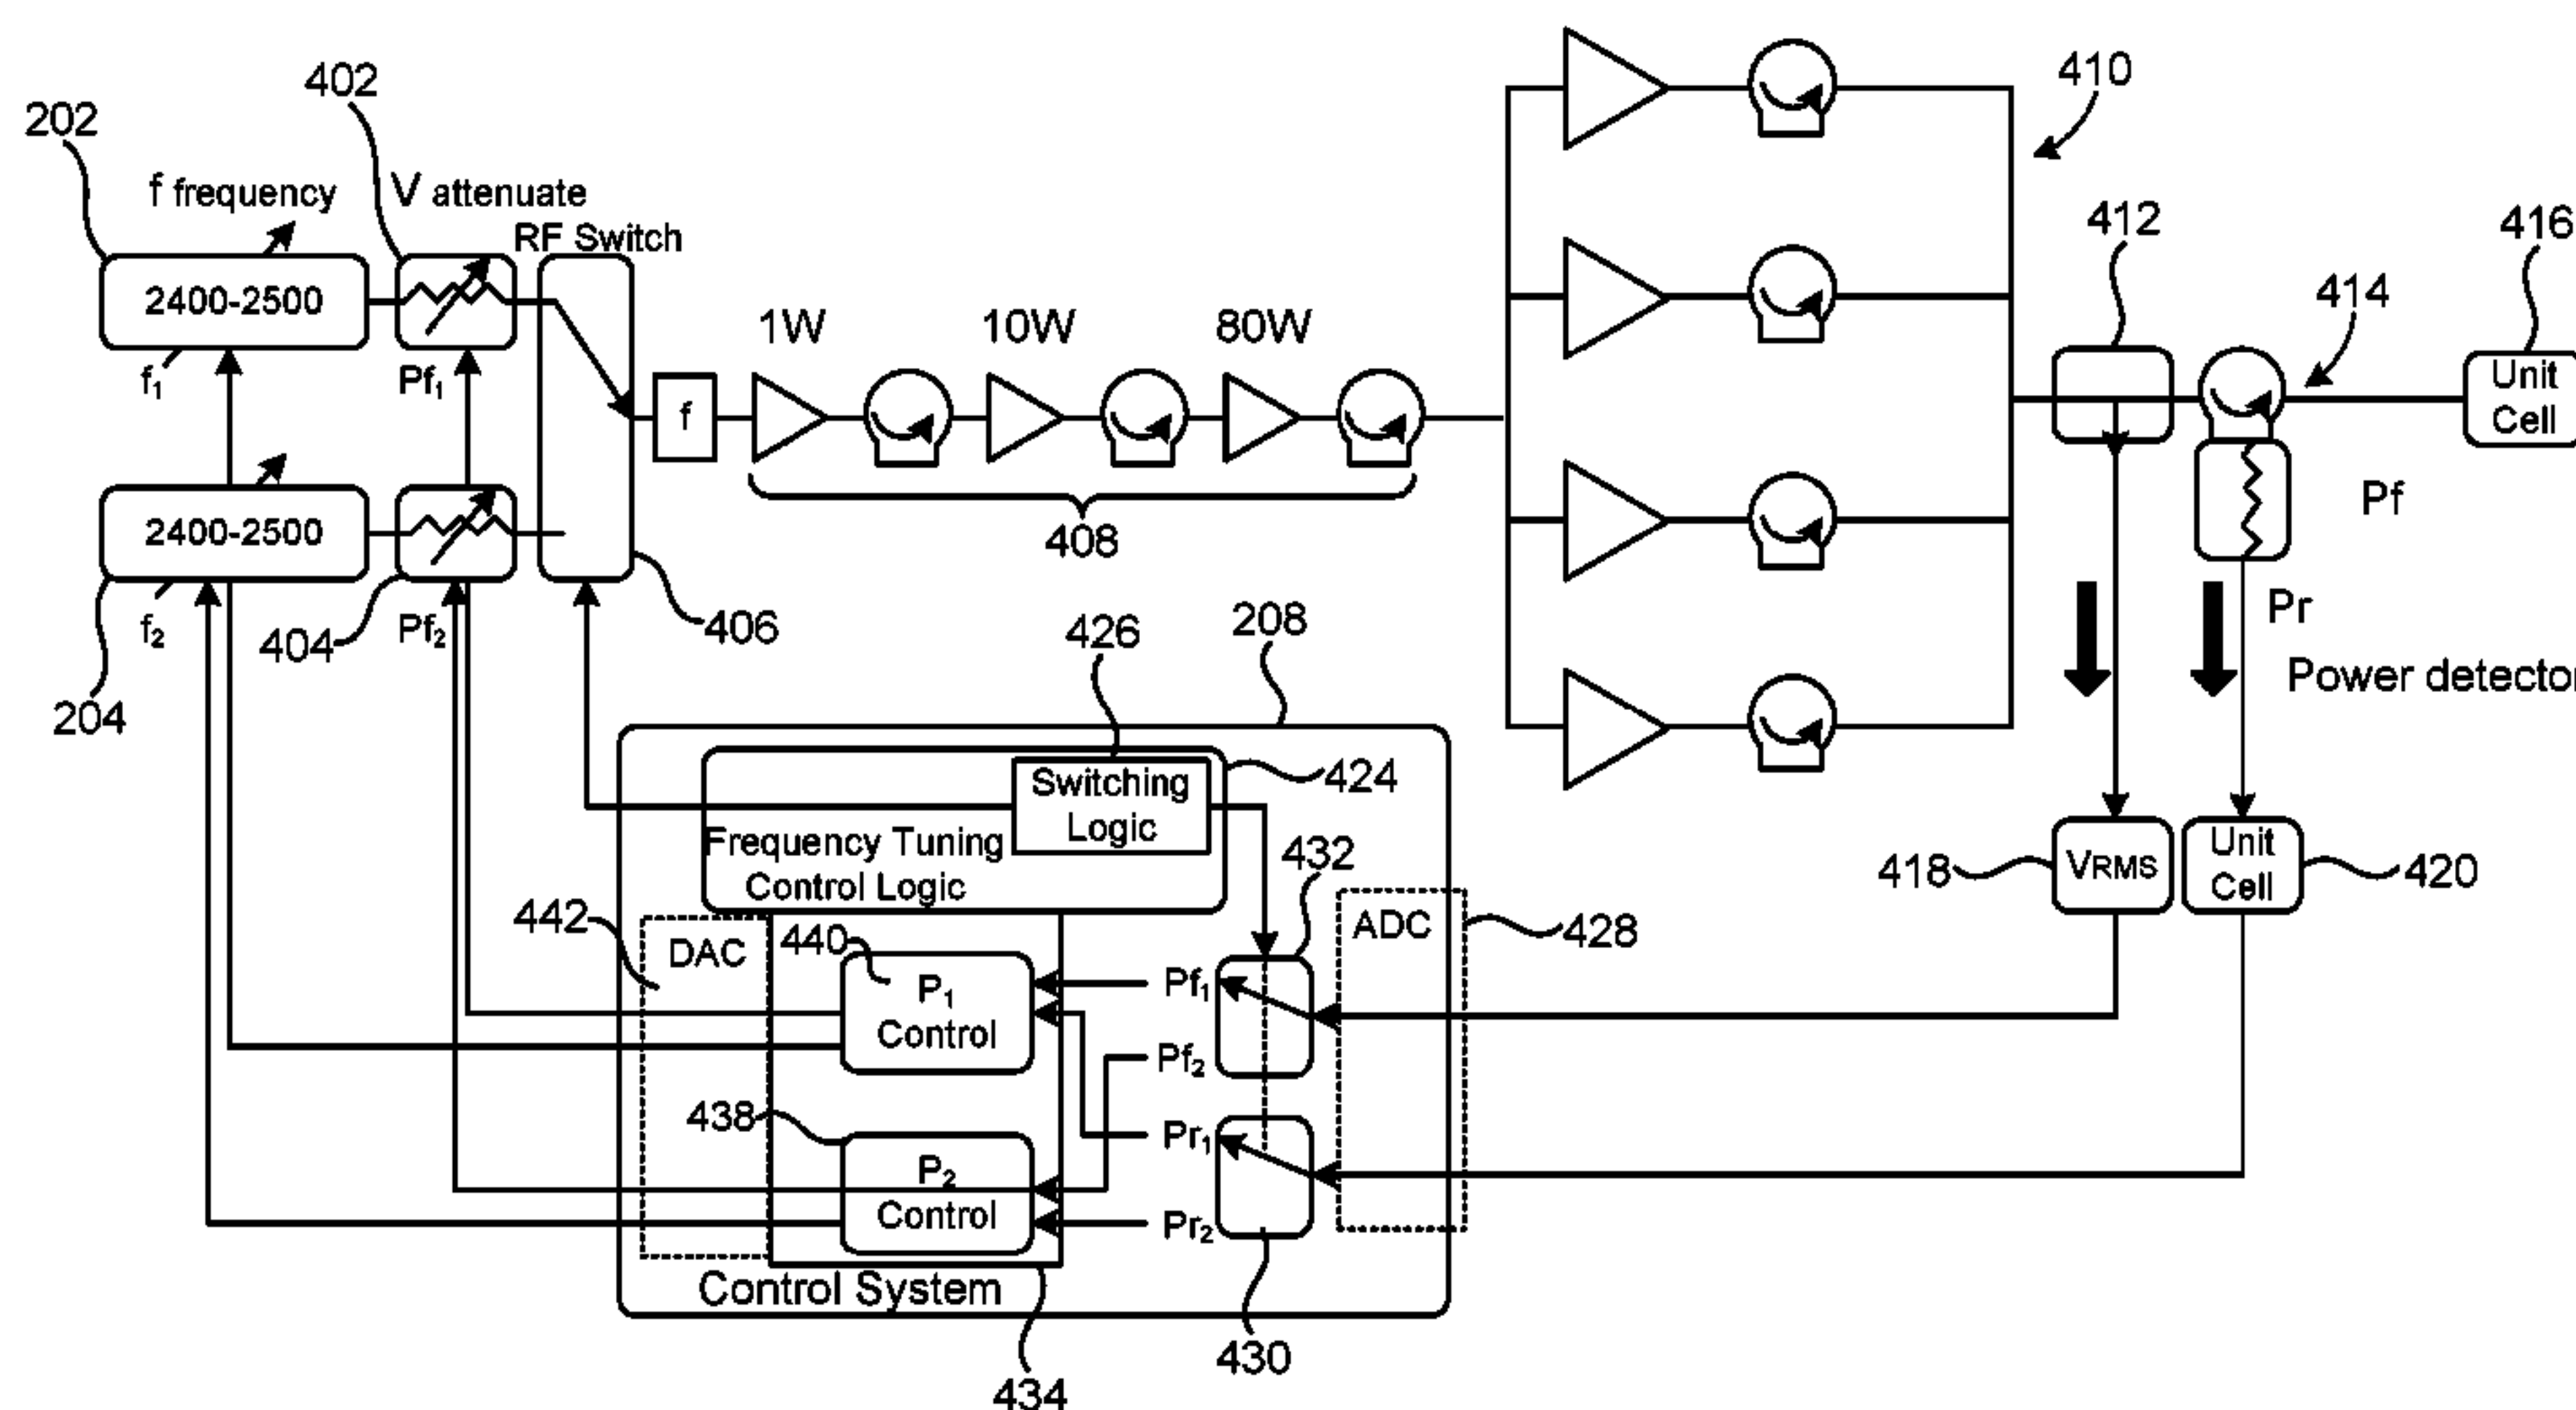 410
402
202
412
416
f frequency
V attenuate
RF Switch
414
2400-2500
1W
10W
80W
f₁
Pf₁
f
Unit
Cell
2400-2500
408
Pf
204
f₂
404
Pf₂
406
426
208
Pr
Power detector
Switching
Logic
424
Frequency Tuning
Control Logic
432
418
VRMS
Unit
Cell
420
442
DAC
440
ADC
428
P₁
Control
Pf₁
Pf₂
438
P₂
Control
Pr₁
Pr₂
Control System
430
434